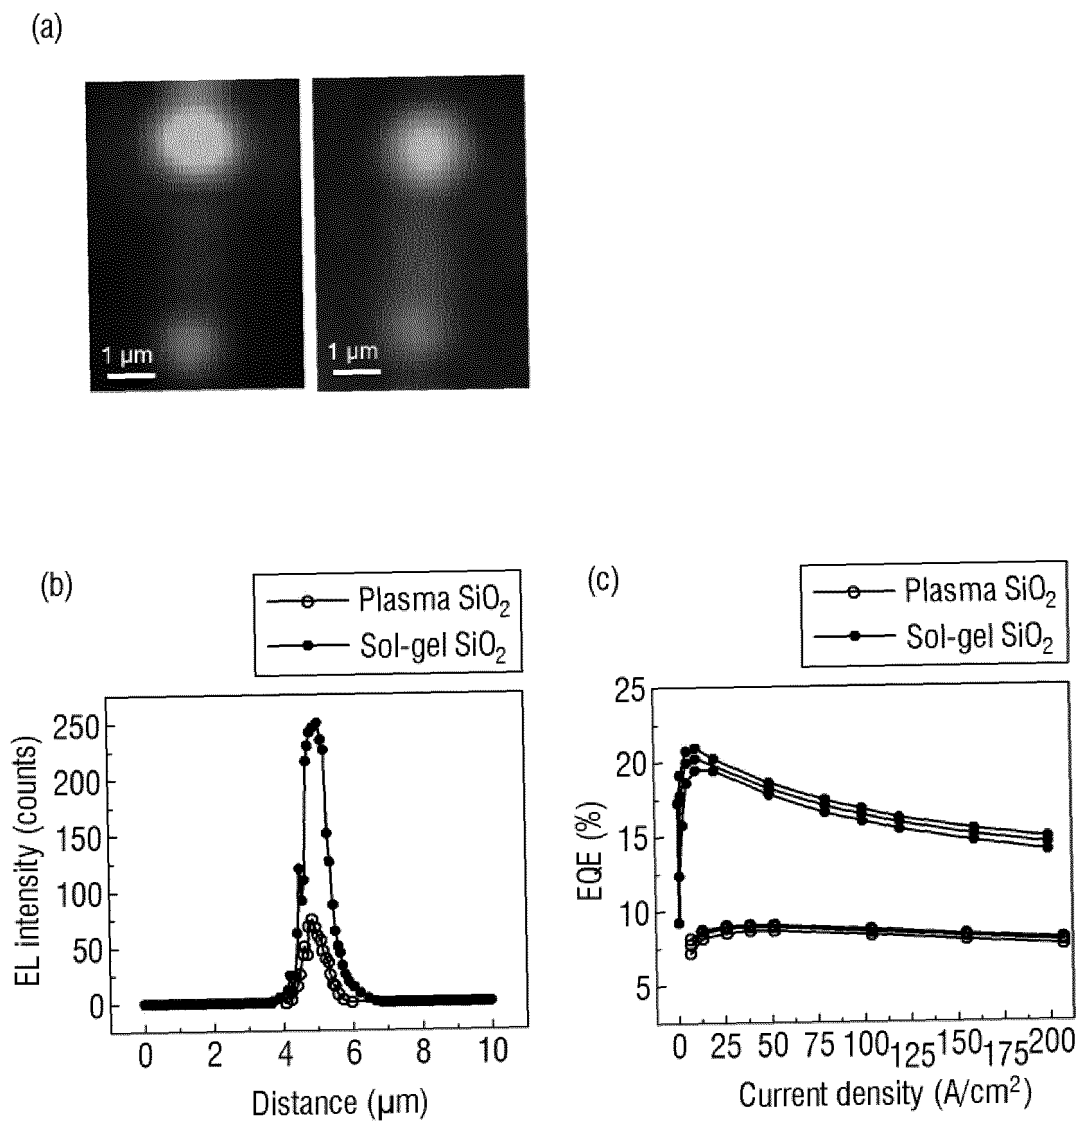 (a)
1 µm
1 µm
(b)
Plasma SiO₂
Sol-gel SiO₂
EL intensity (counts)
250
200
150
100
50
0
0 2 4 6 8 10
Distance (µm)
(c)
Plasma SiO₂
Sol-gel SiO₂
EQE (%)
25
20
15
10
5
0 25 50 75 100 125 150 175 200
Current density (A/cm²)